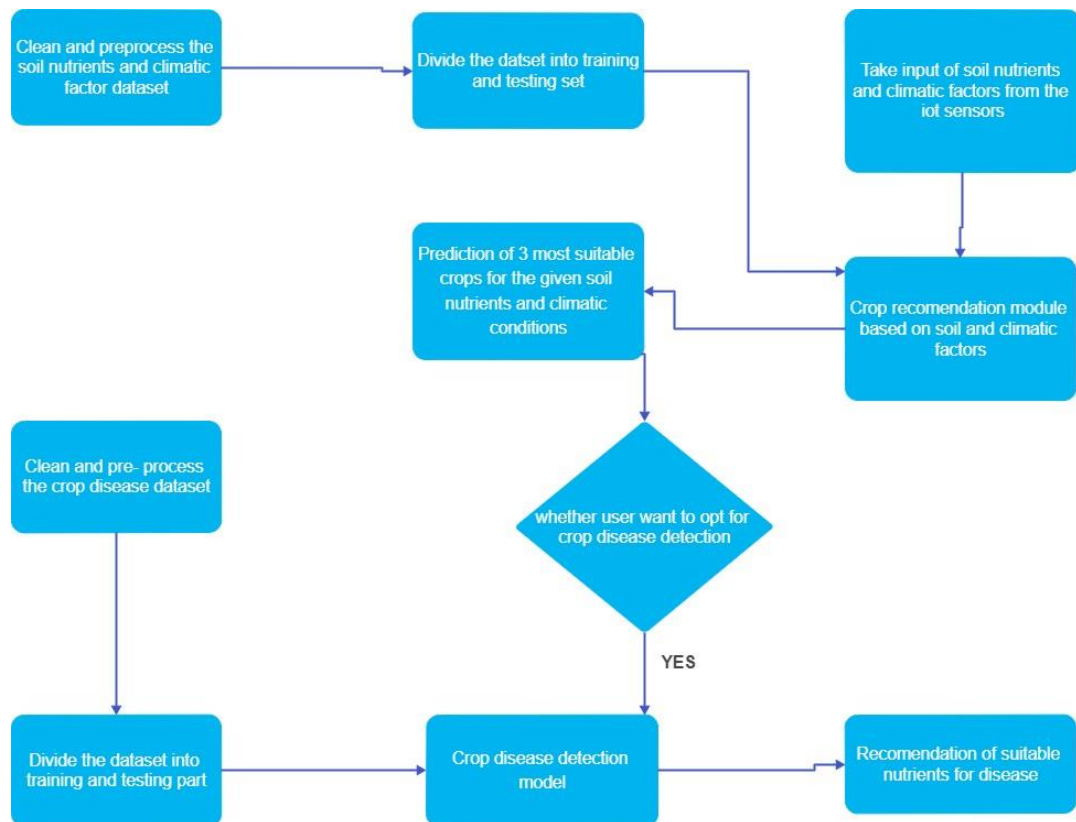 Clean and preprocess the
soil nutrients and climatic
factor dataset
Divide the datset into training
and testing set
Take input of soil nutrients
and climatic factors from the
iot sensors
Prediction of 3 most suitable
crops for the given soil
nutrients and climatic
conditions
Crop recomendation module
based on soil and climatic
factors
Clean and pre- process
the crop disease dataset
whether user want to opt for
crop disease detection
YES
Divide the dataset into
training and testing part
Crop disease detection
model
Recomendation of suitable
nutrients for disease